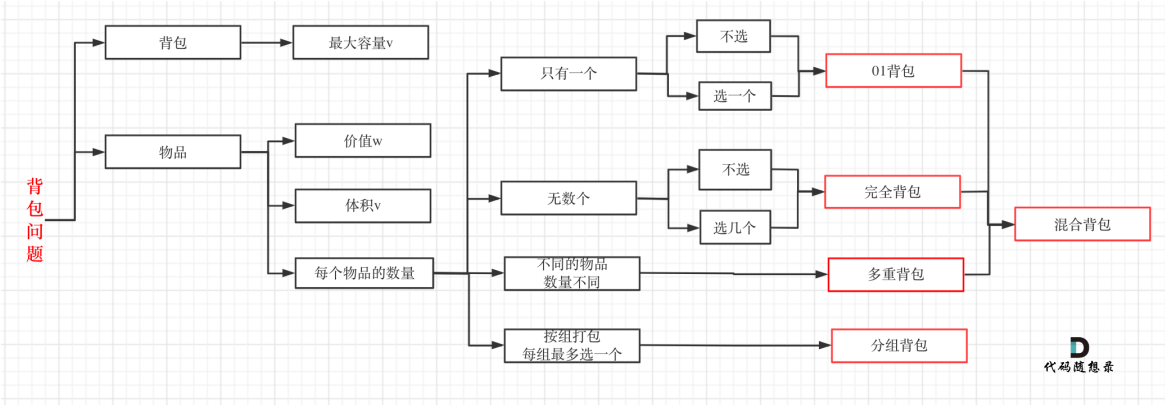 背包问题
背包
最大容量v
物品
价值w
体积v
每个物品的数量
只有一个
不选
选一个
01背包
无数个
不选
选几个
完全背包
混合背包
不同的物品
数量不同
多重背包
按组打包
每组最多选一个
分组背包
代码随想录